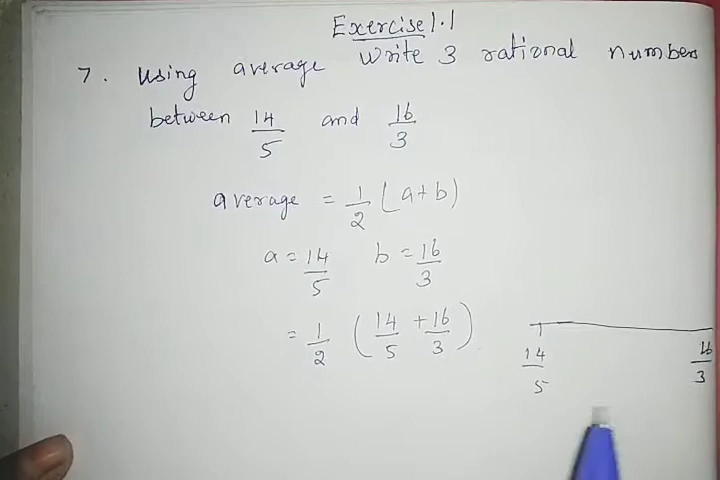 Exercise 1.1
7. Using average Write 3 rational numbers
between 14/5 and 16/3
average = 1/2 (a+b)
a = 14/5 b = 16/3
= 1/2 (14/5 + 16/3)
14/5 16/3